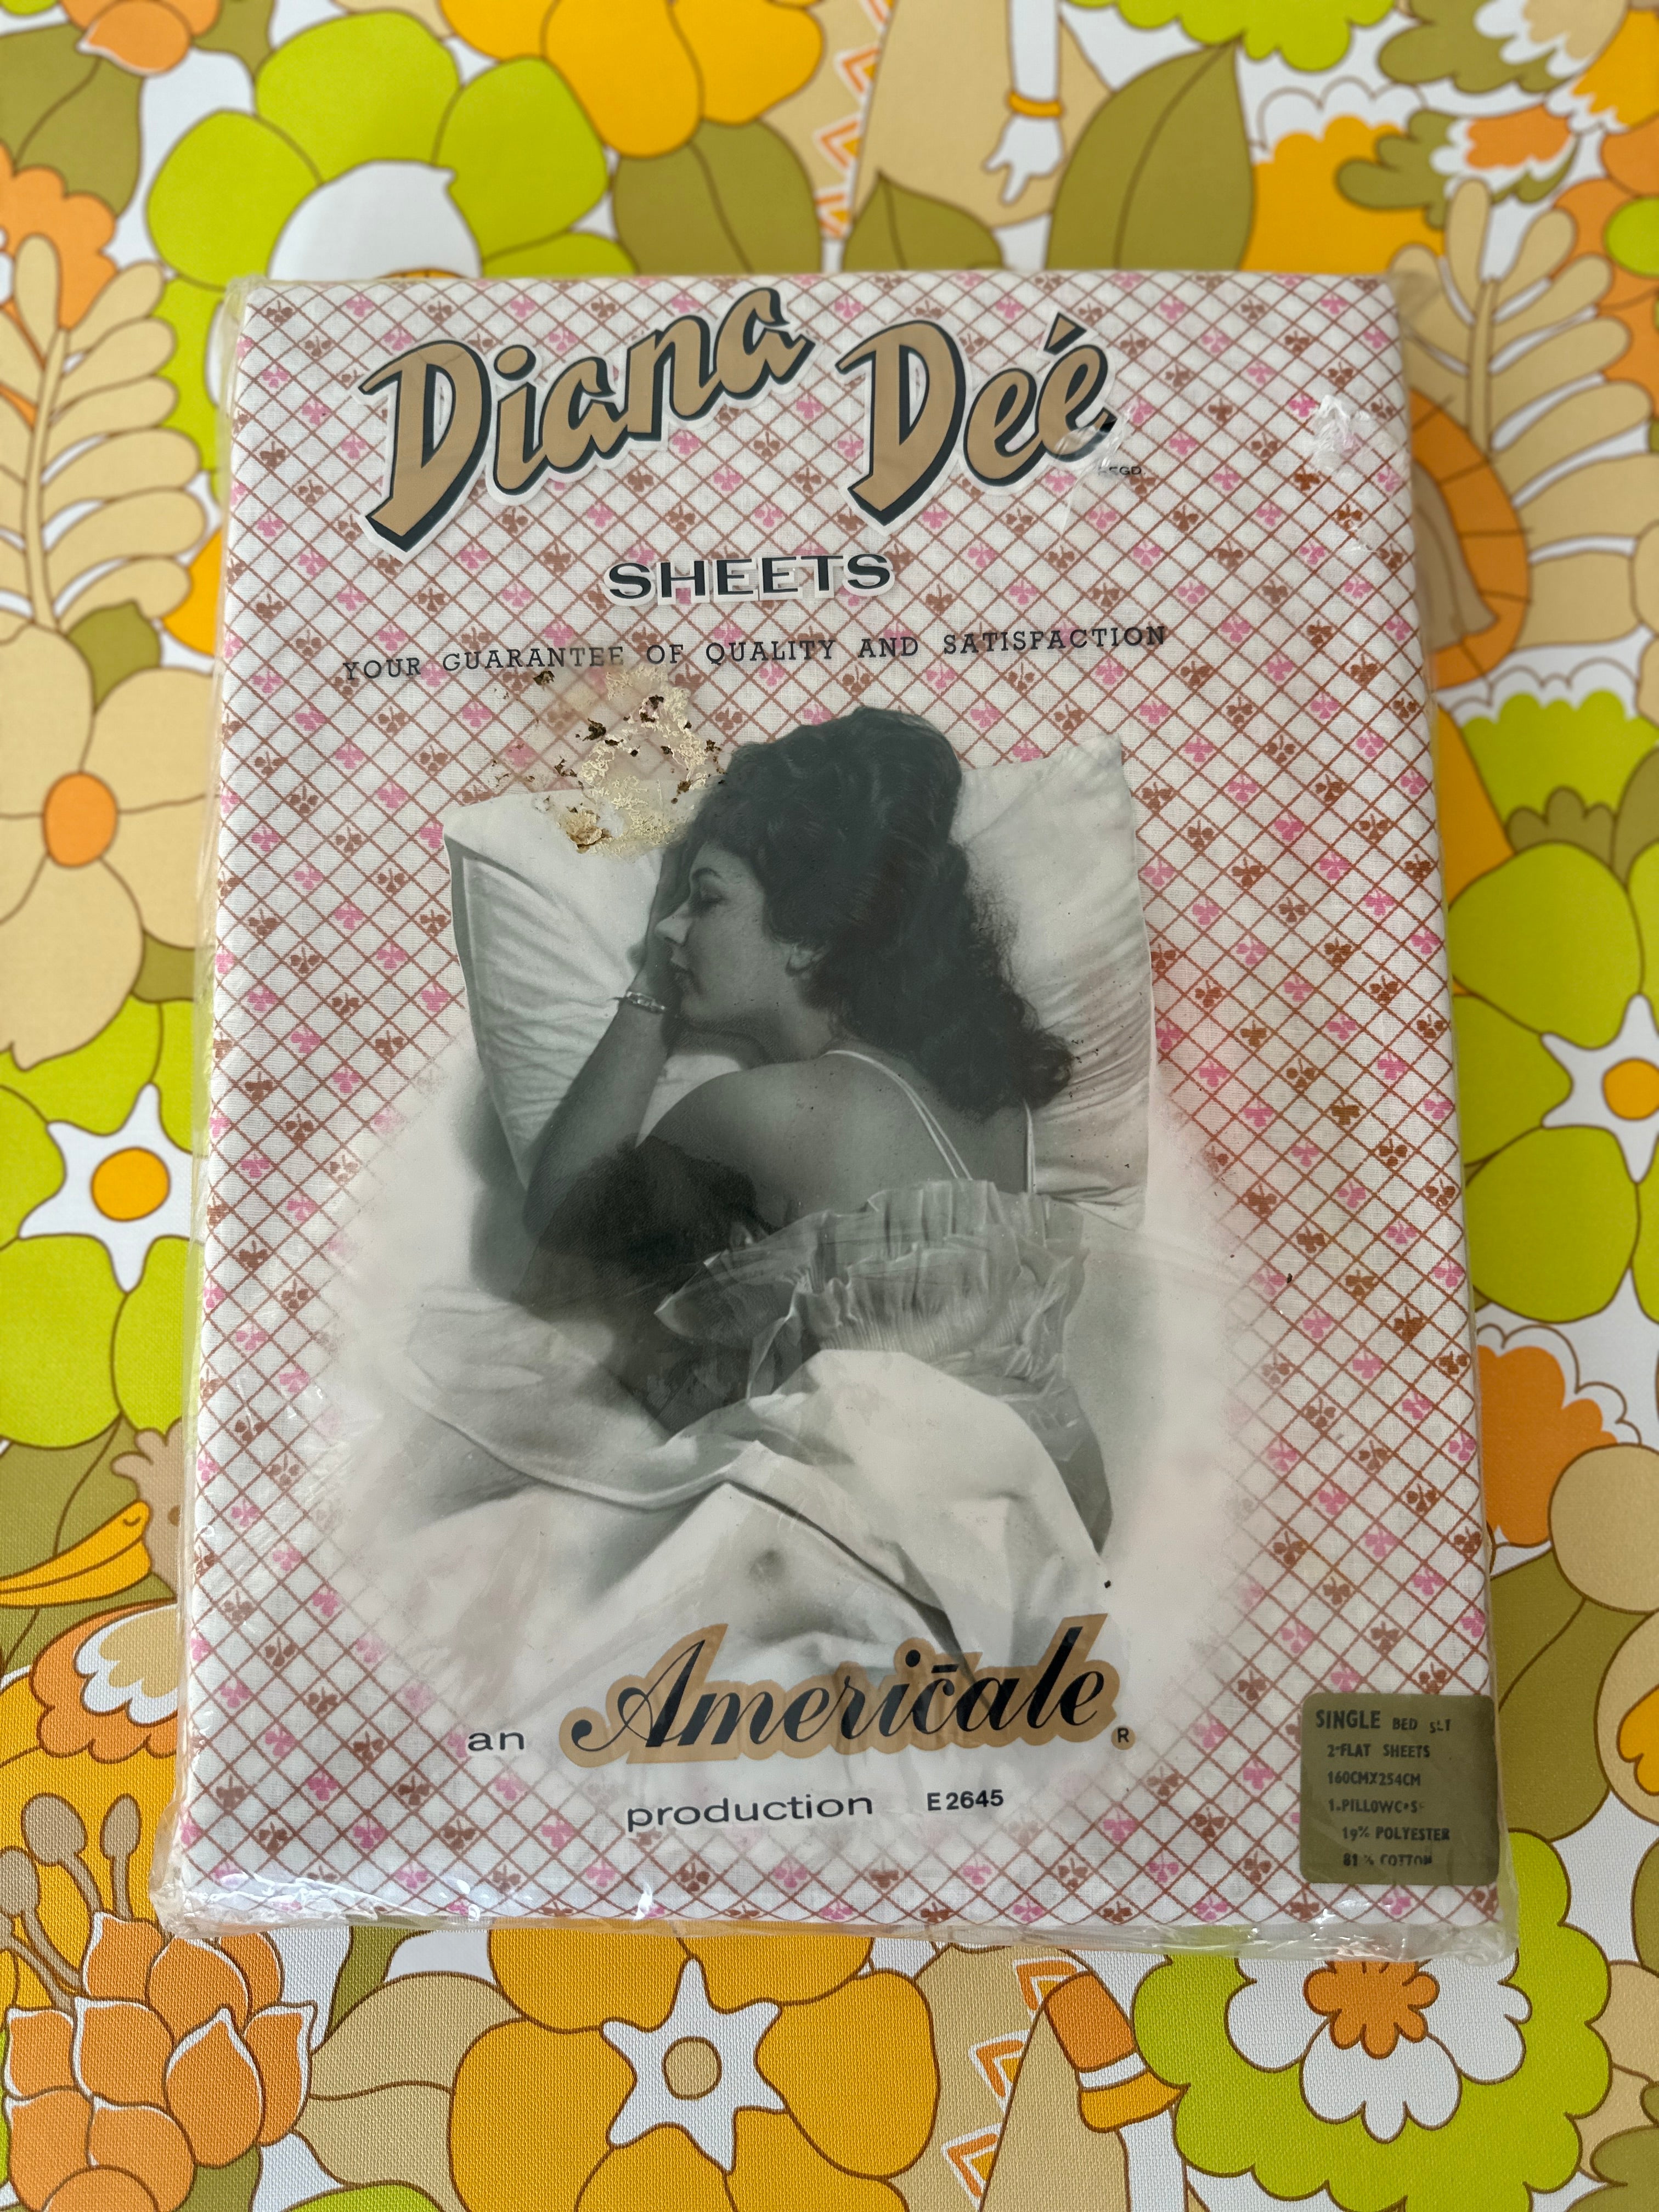 Diana Deé
REGD.
SHEETS
YOUR GUARANTEE OF QUALITY AND SATISFACTION
an Americale R
production E2645
SINGLE BED
2 FLAT SHEETS
160CMX254CM
19% POLYESTER
81% COTTON